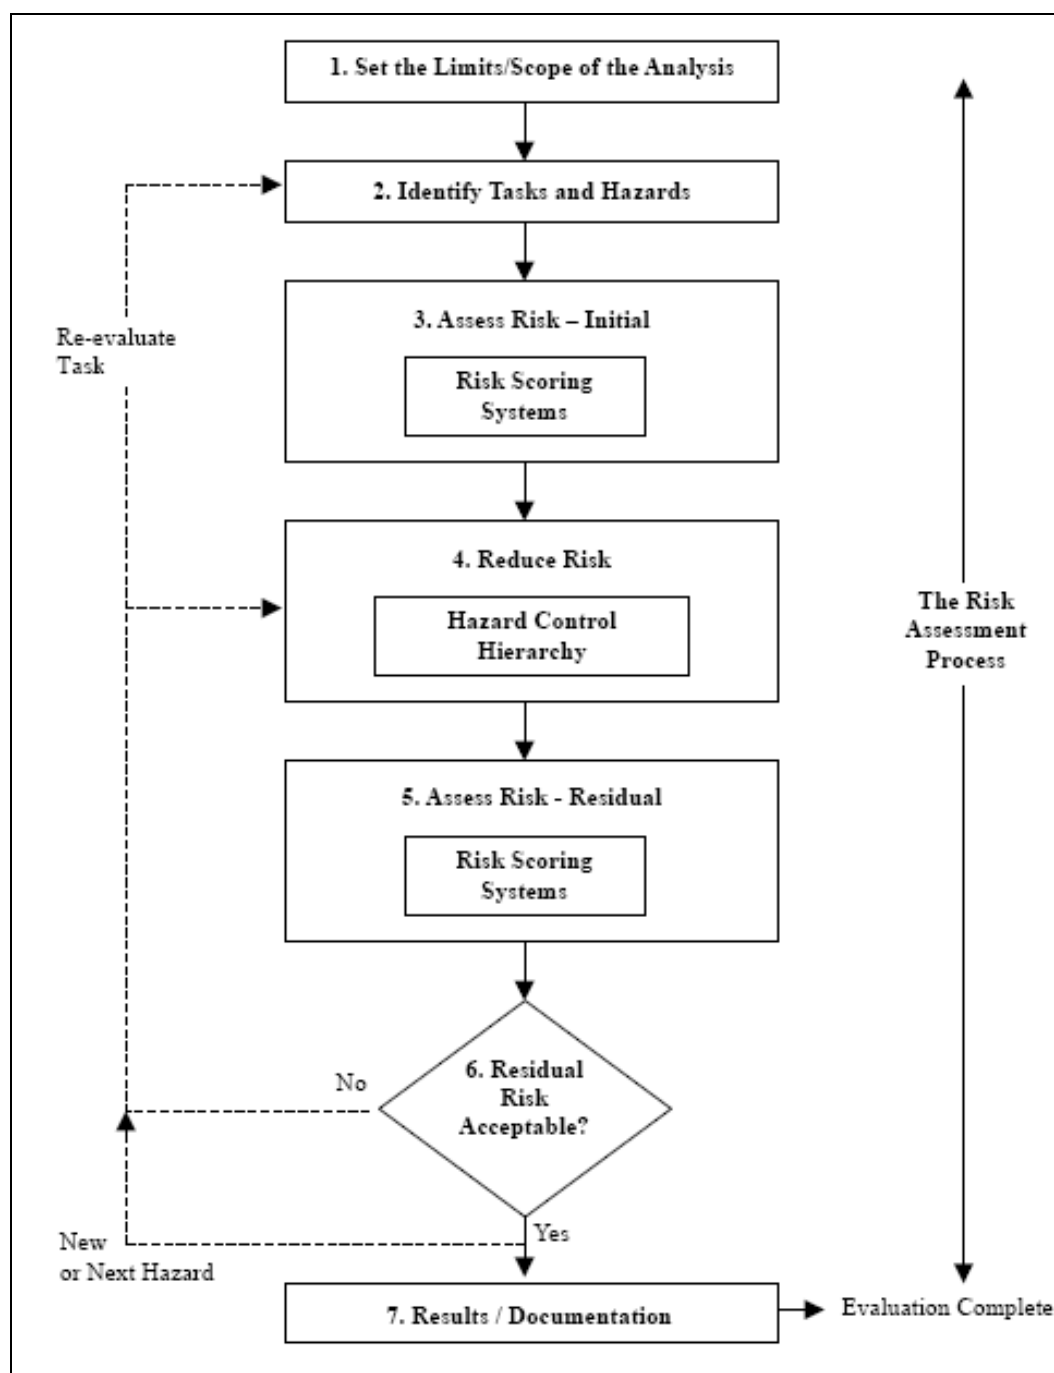 1. Set the Limits/Scope of the Analysis
2. Identify Tasks and Hazards
3. Assess Risk – Initial
Risk Scoring
Systems
Re-evaluate
Task
4. Reduce Risk
Hazard Control
Hierarchy
The Risk
Assessment
Process
5. Assess Risk - Residual
Risk Scoring
Systems
6. Residual
Risk
Acceptable?
No
Yes
New
or Next Hazard
7. Results / Documentation
Evaluation Complete